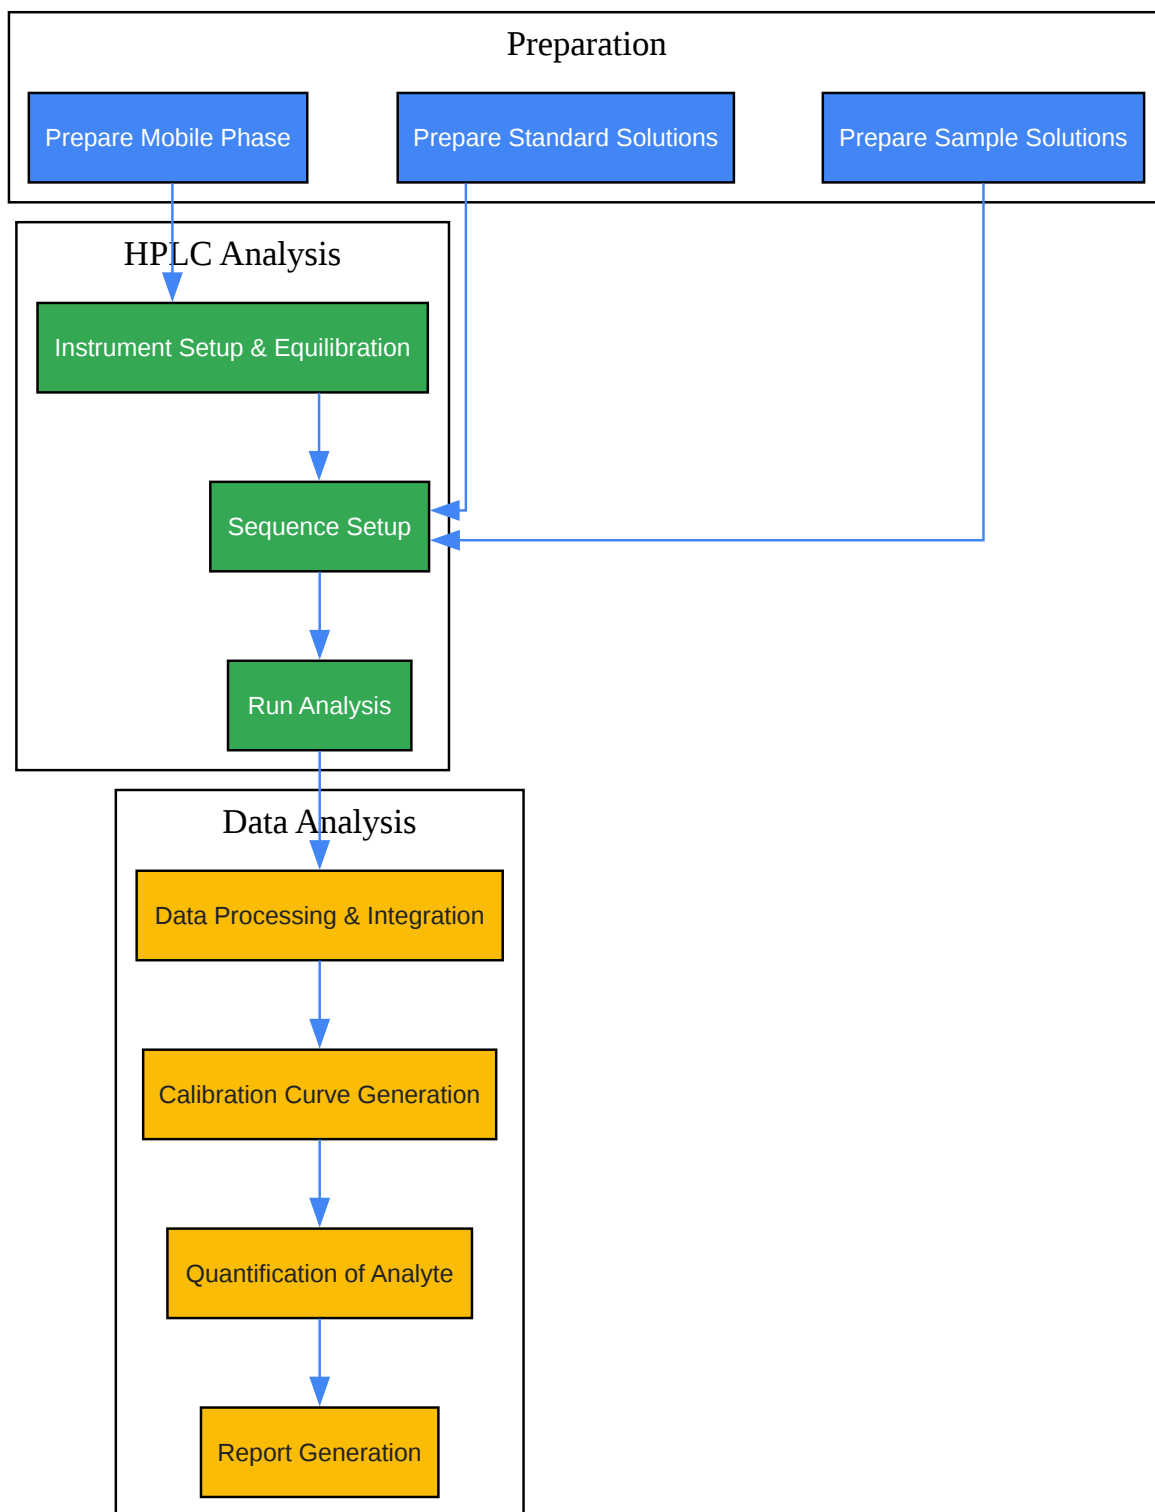 Preparation
Prepare Mobile Phase
Prepare Standard Solutions
Prepare Sample Solutions
HPLC Analysis
Instrument Setup & Equilibration
Sequence Setup
Run Analysis
Data Analysis
Data Processing & Integration
Calibration Curve Generation
Quantification of Analyte
Report Generation